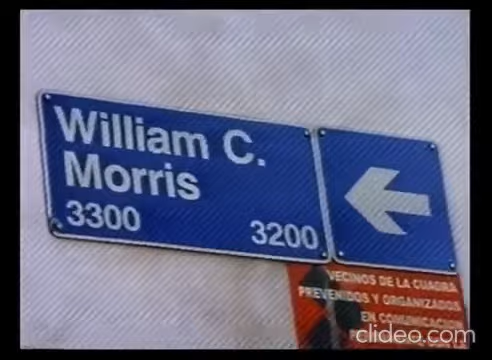 William C.
Morris
3300 3200
VECINOS DE LA CUADRA
PREVENIDOS Y ORGANIZADOS
EN COMUNICACION
clideo.com